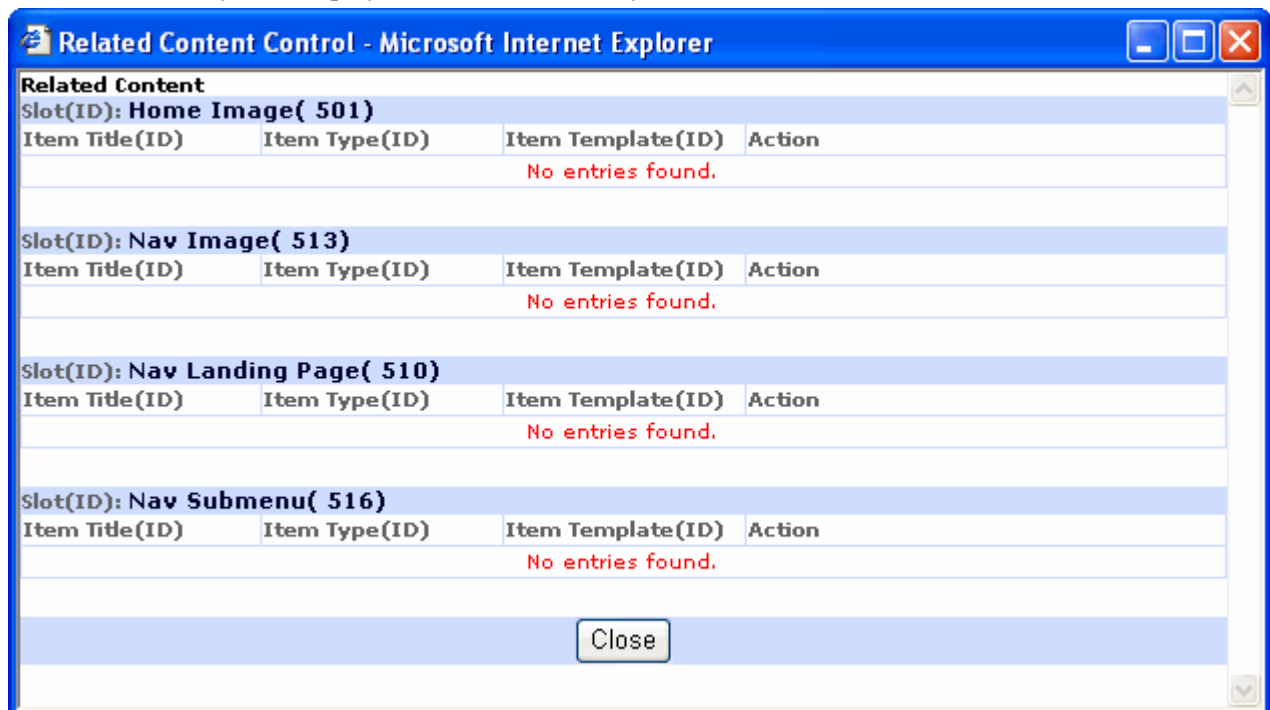 Related Content Control - Microsoft Internet Explorer
Related Content
Slot(ID): Home Image( 501)
Item Title(ID) Item Type(ID) Item Template(ID) Action
No entries found.
Slot(ID): Nav Image( 513)
Item Title(ID) Item Type(ID) Item Template(ID) Action
No entries found.
Slot(ID): Nav Landing Page( 510)
Item Title(ID) Item Type(ID) Item Template(ID) Action
No entries found.
Slot(ID): Nav Submenu( 516)
Item Title(ID) Item Type(ID) Item Template(ID) Action
No entries found.
Close